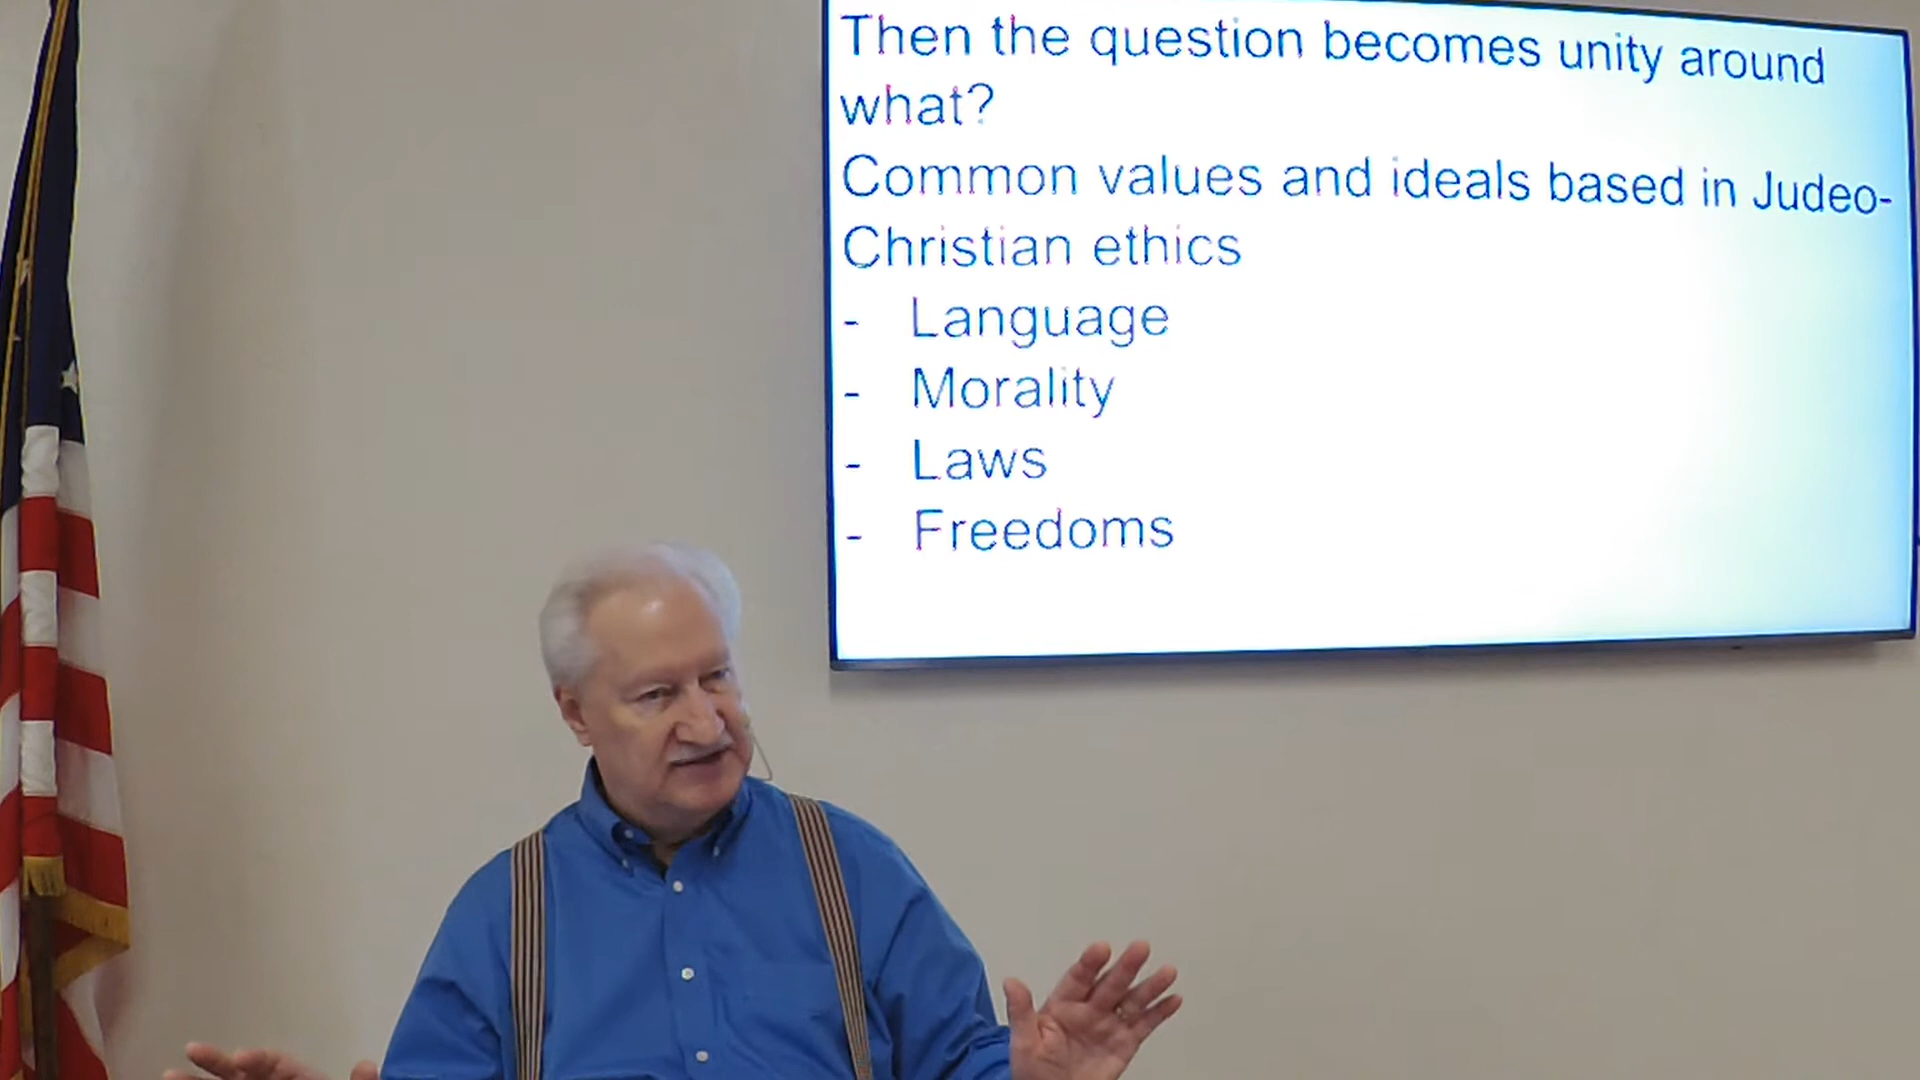 Then the question becomes unity around
what?
Common values and ideals based in Judeo-
Christian ethics
- Language
- Morality
- Laws
- Freedoms